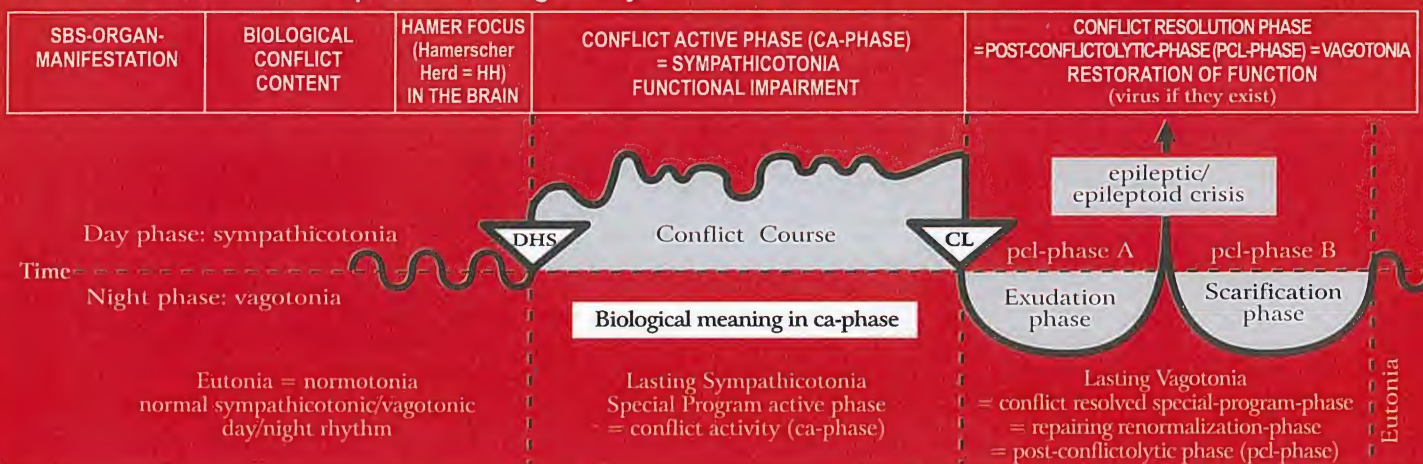 SBS-ORGAN-
MANIFESTATION
BIOLOGICAL
CONFLICT
CONTENT
HAMER FOCUS
(Hamerscher
Herd = HH)
IN THE BRAIN
CONFLICT ACTIVE PHASE (CA-PHASE)
= SYMPATHICOTONIA
FUNCTIONAL IMPAIRMENT
CONFLICT RESOLUTION PHASE
=POST-CONFLICTOLYTIC-PHASE (PCL-PHASE) = VAGOTONIA
RESTORATION OF FUNCTION
(virus if they exist)
epileptic/
epileptoid crisis
Day phase: sympathicotonia
DHS
Conflict Course
CL
pcl-phase A
pcl-phase B
Time
Night phase: vagotonia
Exudation
phase
Scarification
phase
Biological meaning in ca-phase
Eutonia = normotonia
normal sympathicotonic/vagotonic
day/night rhythm
Lasting Sympathicotonia
Special Program active phase
= conflict activity (ca-phase)
Lasting Vagotonia
= conflict resolved special-program-phase
= repairing renormalization-phase
= post-conflictolytic phase (pcl-phase)
Eutonia